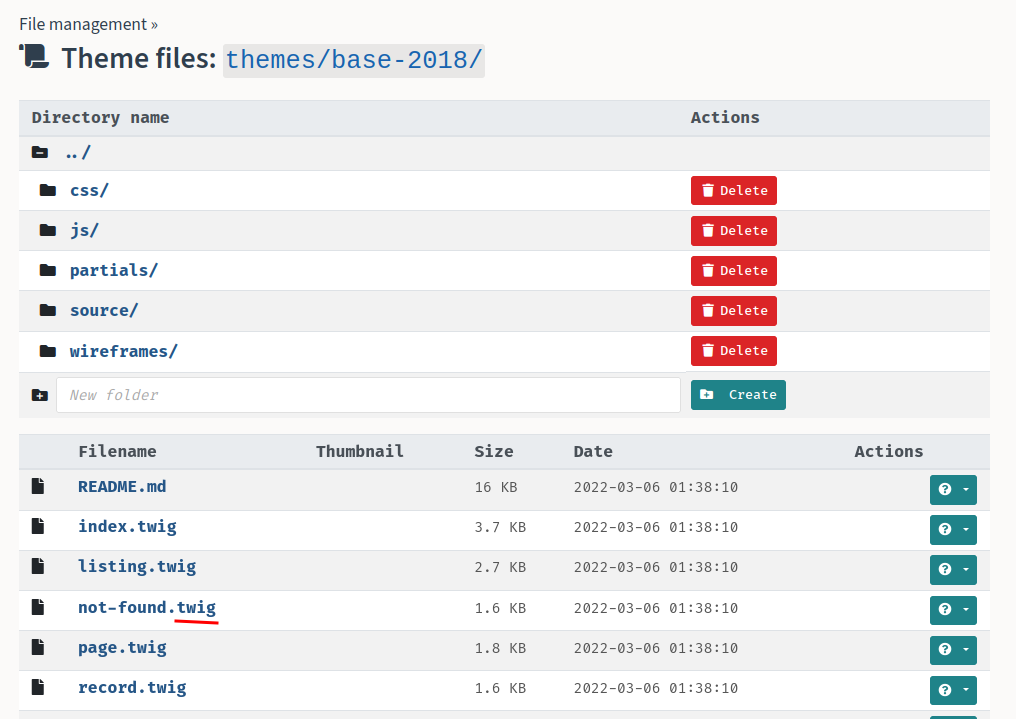 File management »
Theme files: themes/base-2018/
Directory name Actions
../
css/ Delete
js/ Delete
partials/ Delete
source/ Delete
wireframes/ Delete
New folder Create
Filename Thumbnail Size Date Actions
README.md 16 KB 2022-03-06 01:38:10
index.twig 3.7 KB 2022-03-06 01:38:10
listing.twig 2.7 KB 2022-03-06 01:38:10
not-found.twig 1.6 KB 2022-03-06 01:38:10
page.twig 1.8 KB 2022-03-06 01:38:10
record.twig 1.6 KB 2022-03-06 01:38:10